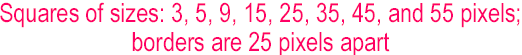 Squares of sizes: 3, 5, 9, 15, 25, 35, 45, and 55 pixels;
borders are 25 pixels apart